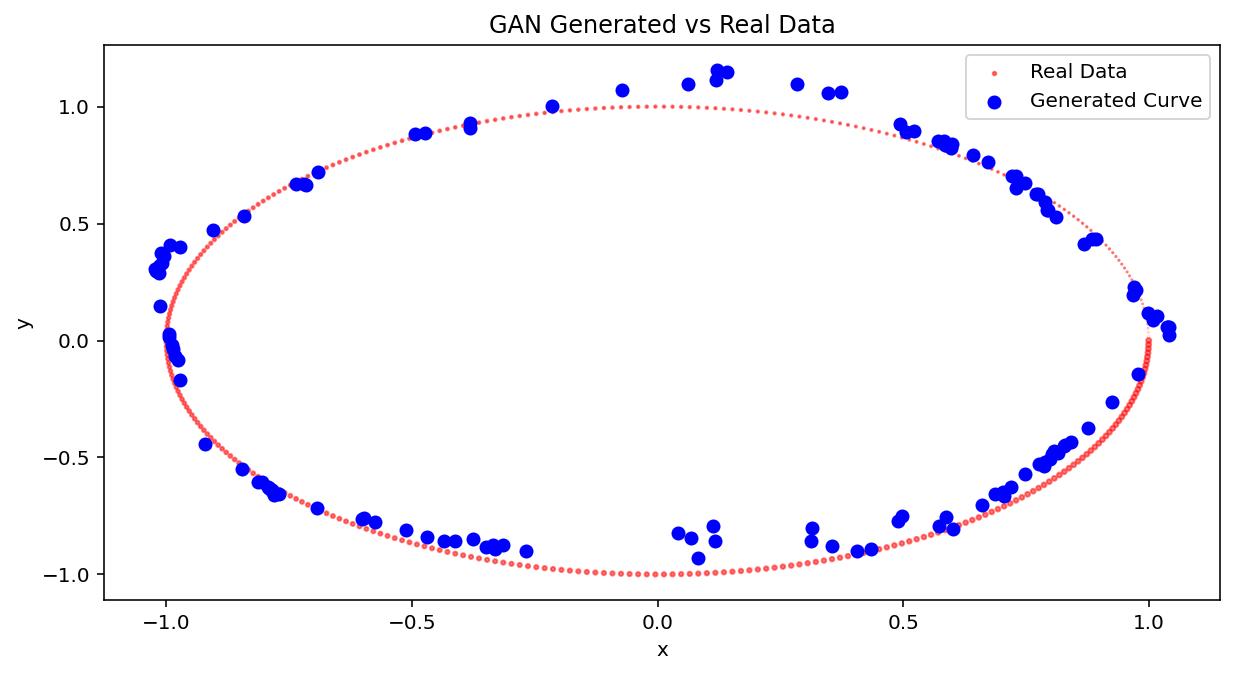 GAN Generated vs Real Data
Real Data
Generated Curve
1.0
0.5
0.0
−0.5
−1.0
y
−1.0 −0.5 0.0 0.5 1.0
x